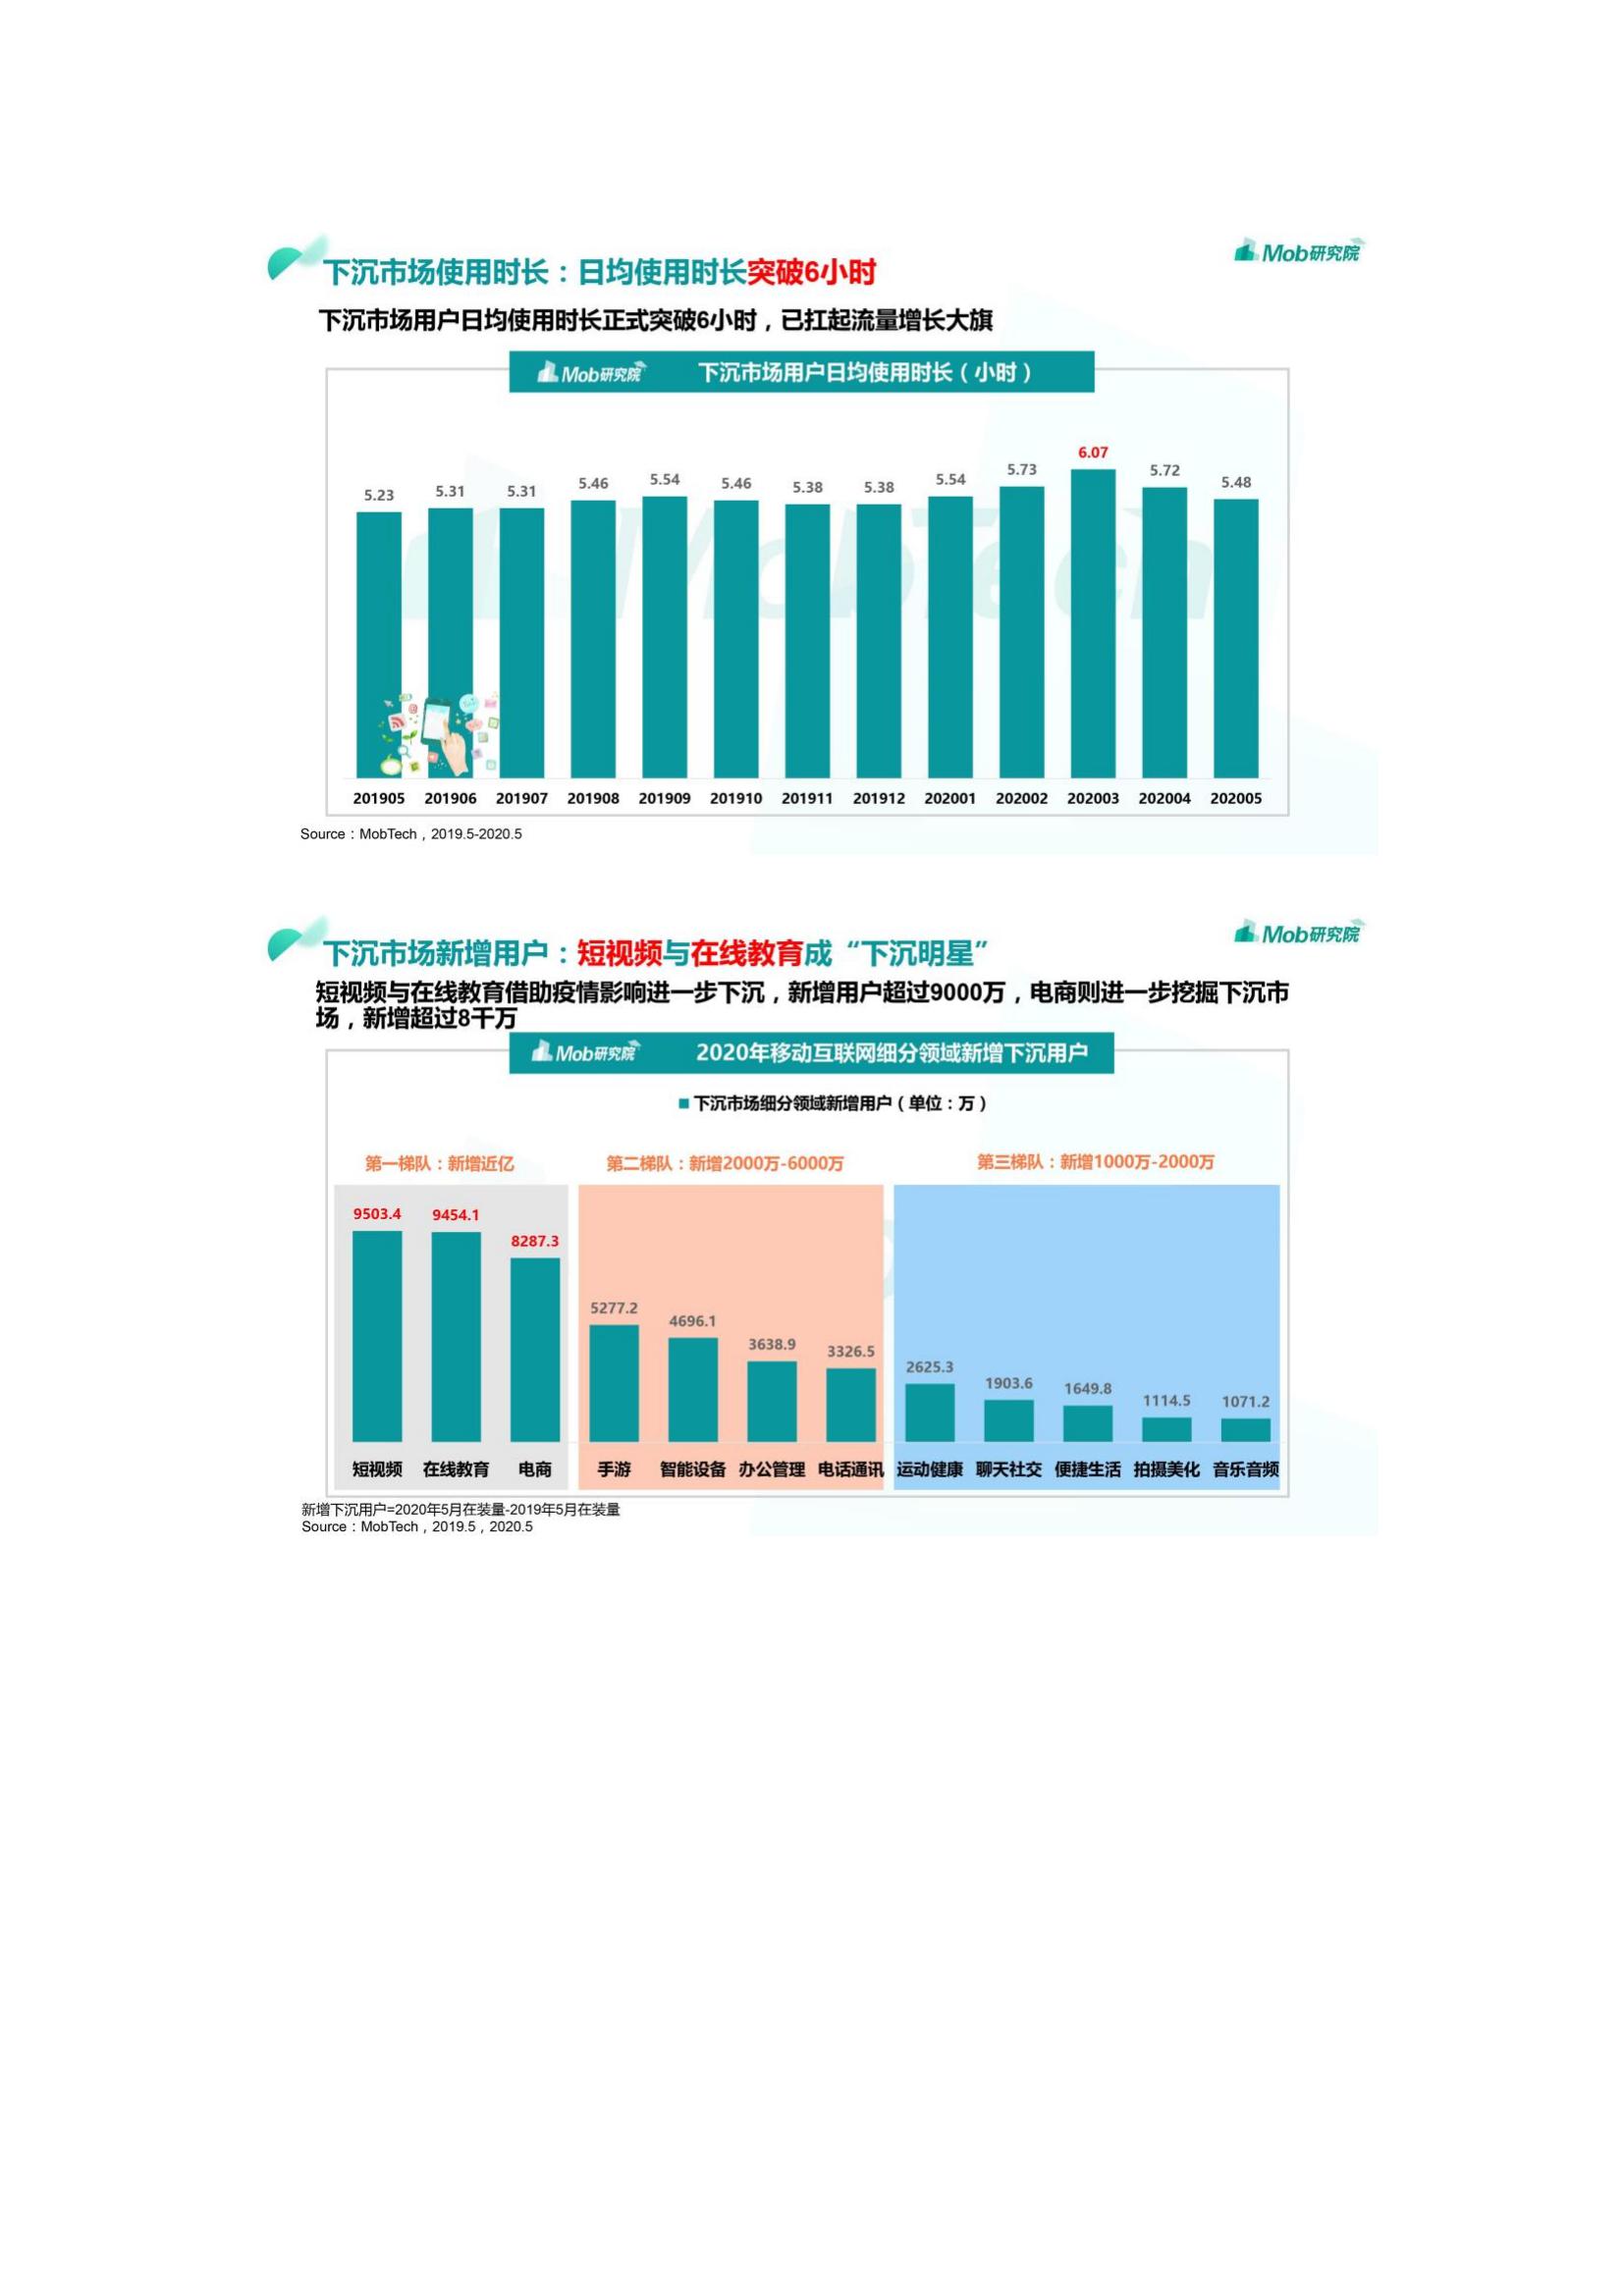 Mob研究院
下沉市场使用时长：日均使用时长突破6小时
下沉市场用户日均使用时长正式突破6小时，已扛起流量增长大旗
Mob研究院 下沉市场用户日均使用时长（小时）
5.23 5.31 5.31 5.46 5.54 5.46 5.38 5.38 5.54 5.73 6.07 5.72 5.48
MobTech
201905 201906 201907 201908 201909 201910 201911 201912 202001 202002 202003 202004 202005
Source：MobTech，2019.5-2020.5
Mob研究院
下沉市场新增用户：短视频与在线教育成“下沉明星”
短视频与在线教育借助疫情影响进一步下沉，新增用户超过9000万，电商则进一步挖掘下沉市
场，新增超过8千万
Mob研究院 2020年移动互联网细分领域新增下沉用户
下沉市场细分领域新增用户（单位：万）
第一梯队：新增近亿 第二梯队：新增2000万-6000万 第三梯队：新增1000万-2000万
9503.4 9454.1 8287.3 5277.2 4696.1 3638.9 3326.5 2625.3 1903.6 1649.8 1114.5 1071.2
短视频 在线教育 电商 手游 智能设备 办公管理 电话通讯 运动健康 聊天社交 便捷生活 拍摄美化 音乐音频
新增下沉用户=2020年5月在装量-2019年5月在装量
Source：MobTech，2019.5，2020.5